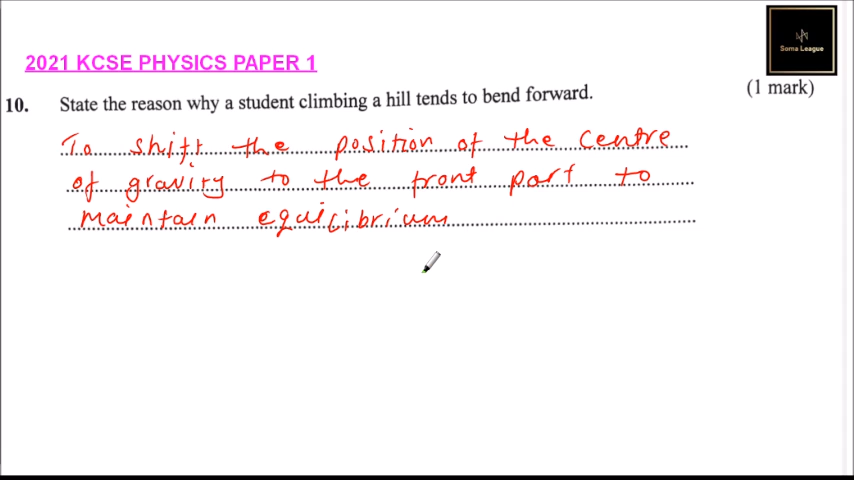 Soma League
2021 KCSE PHYSICS PAPER 1
(1 mark)
10. State the reason why a student climbing a hill tends to bend forward.
To shift the position of the centre
of gravity to the front part to
maintain equilibrium